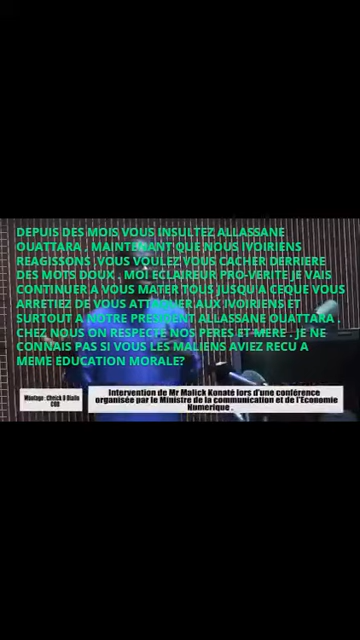 DEPUIS DES MOIS VOUS INSULTEZ ALLASSANE
OUATTARA . MAINTENANT QUE NOUS IVOIRIENS
REAGISSONS .VOUS VOULEZ VOUS CACHER DERRIERE
DES MOTS DOUX . MOI ECLAIREUR PRO-VERITE JE VAIS
CONTINUER A VOUS MATER TOUS JUSQU'A CEQUE VOUS
ARRETIEZ DE VOUS ATTAQUER AUX IVOIRIENS ET
SURTOUT A NOTRE PRESIDENT ALLASSANE OUATTARA .
CHEZ NOUS ON RESPECTE NOS PERES ET MERE . JE NE
CONNAIS PAS SI VOUS LES MALIENS AVIEZ RECU A
MEME EDUCATION MORALE?
Intervention de Mr Malick Konaté lors d'une conférence
organisée par le Ministre de la communication et de l'Economie
Numérique .
Montage : Cheick B Diallo